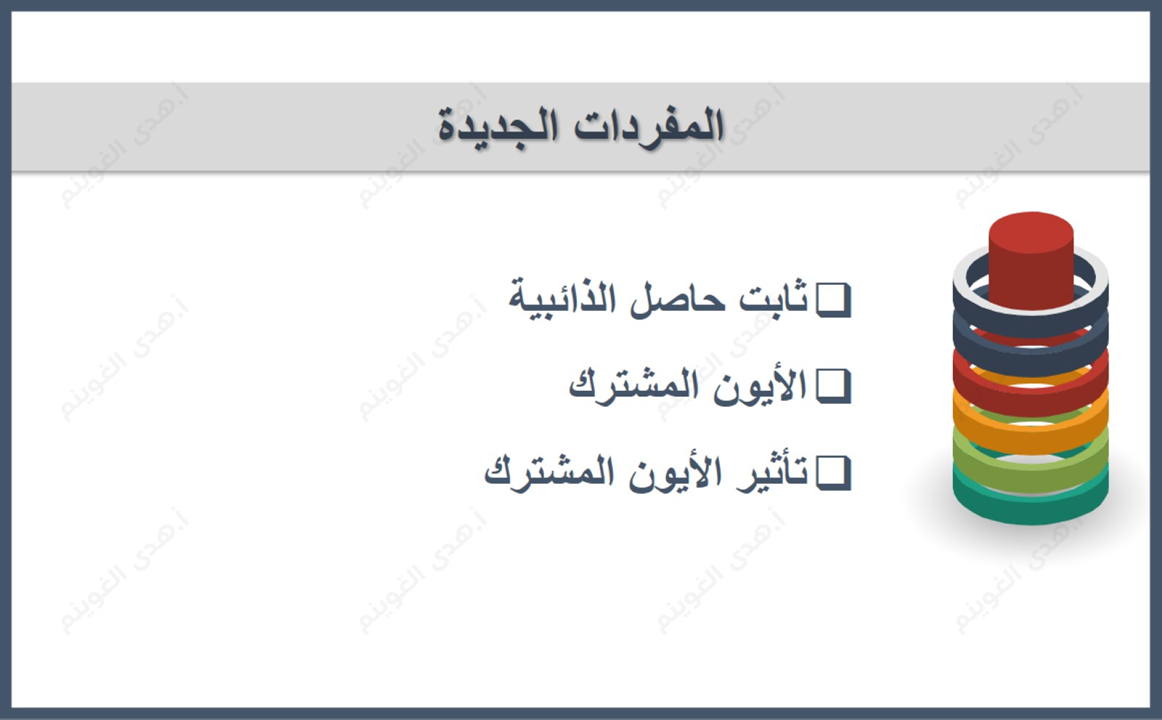 المفردات الجديدة
❑ ثابت حاصل الذائبية
❑ الأيون المشترك
❑ تأثير الأيون المشترك
أ.هدى الغوينم